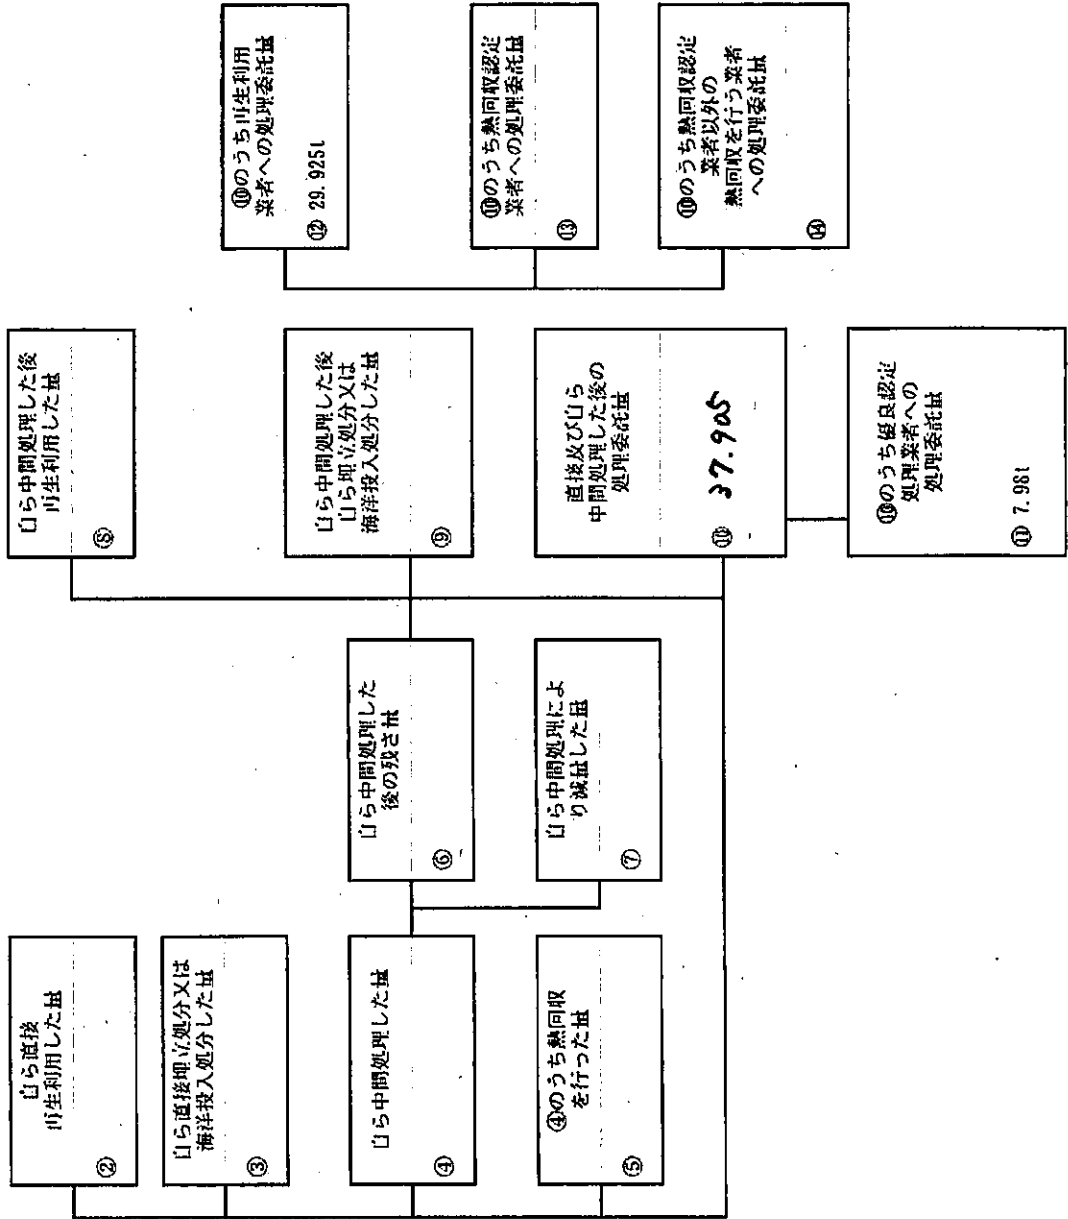 自ら直接
再生利用した量
②
自ら直接埋立処分又は
海洋投入処分した量
③
自ら中間処理した量
④
④のうち熱回収
を行った量
⑤
自ら中間処理した
後の残さ量
⑥
自ら中間処理によ
り減量した量
⑦
自ら中間処理した後
再生利用した量
⑧
自ら中間処理した後
自ら埋立処分又は
海洋投入処分した量
⑨
直接及び自ら
中間処理した後の
処理委託量
⑩ 37.905
⑩のうち優良認定
処理業者への
処理委託量
⑪ 7.98t
⑩のうち再生利用
業者への処理委託量
⑫ 29.925t
⑩のうち熱回収認定
業者への処理委託量
⑬
⑩のうち熱回収認定
業者以外の
熱回収を行う業者
への処理委託量
⑭